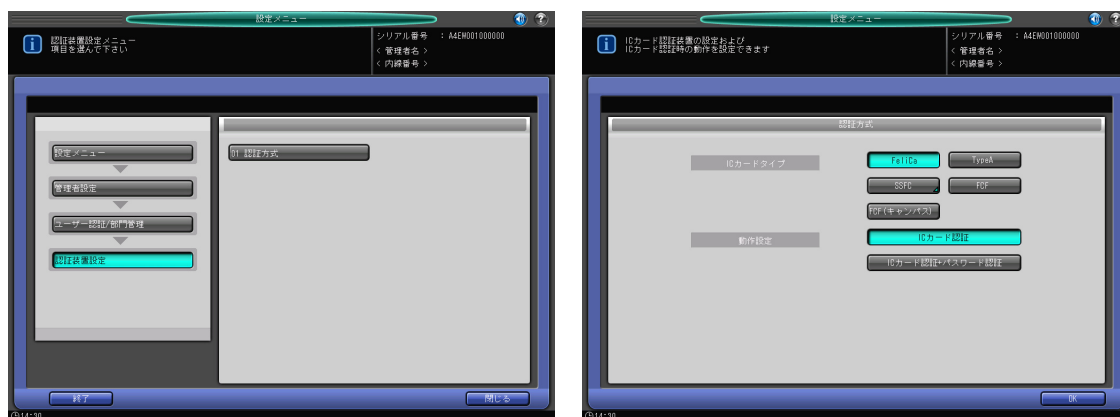 設定メニュー
認証装置設定メニュー
項目を選んで下さい
シリアル番号 : A4EW001000000
< 管理者名 >
< 内線番号 >
設定メニュー
管理者設定
ユーザー認証/部門管理
認証装置設定
01 認証方式
終了
閉じる
14:30
設定メニュー
ICカード認証装置の設定および
ICカード認証時の動作を設定できます
シリアル番号 : A4EW001000000
< 管理者名 >
< 内線番号 >
認証方式
ICカードタイプ
FeliCa
TypeA
SSFC
FCF
FCF(キャンパス)
動作設定
ICカード認証
ICカード認証+パスワード認証
OK
14:30